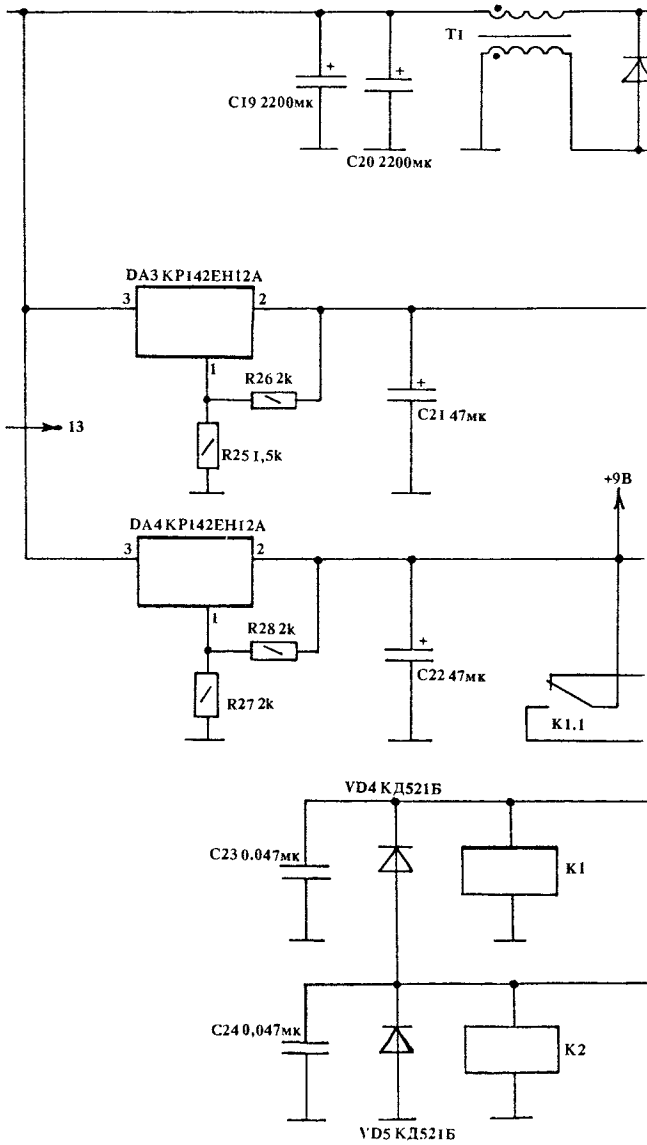 T1
+
C19 2200мк
+
C20 2200мк
DA3 КР142ЕН12А
3
2
1
R26 2k
+
C21 47мк
13
R25 1,5k
+9В
DA4 КР142ЕН12А
3
2
1
R28 2k
+
C22 47мк
R27 2k
K1.1
VD4 КД521Б
C23 0.047мк
K1
C24 0,047мк
K2
VD5 КД521Б